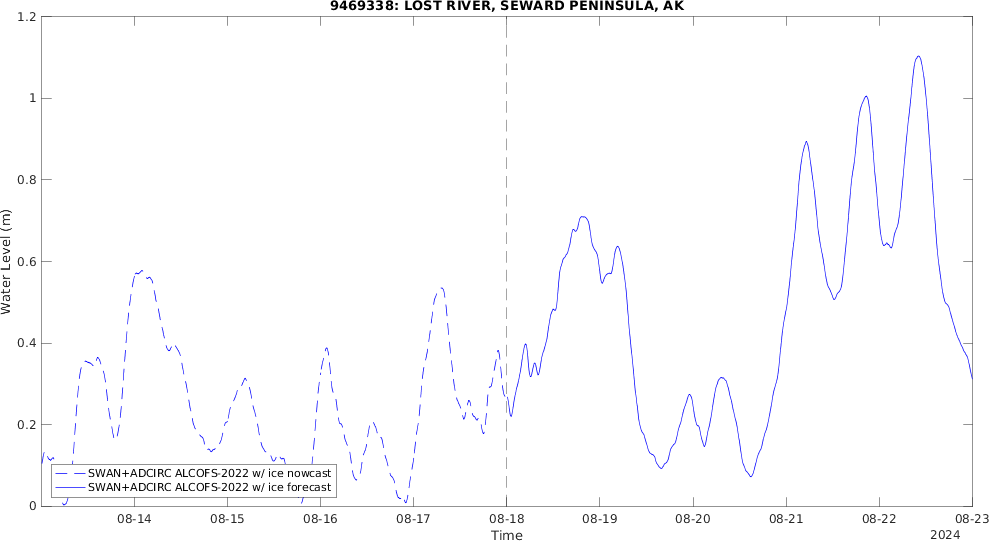 9469338: LOST RIVER, SEWARD PENINSULA, AK
1.2
1
0.8
0.6
0.4
0.2
0
Water Level (m)
SWAN+ADCIRC ALCOFS-2022 w/ ice nowcast
SWAN+ADCIRC ALCOFS-2022 w/ ice forecast
08-14 08-15 08-16 08-17 08-18 08-19 08-20 08-21 08-22 08-23
Time
2024